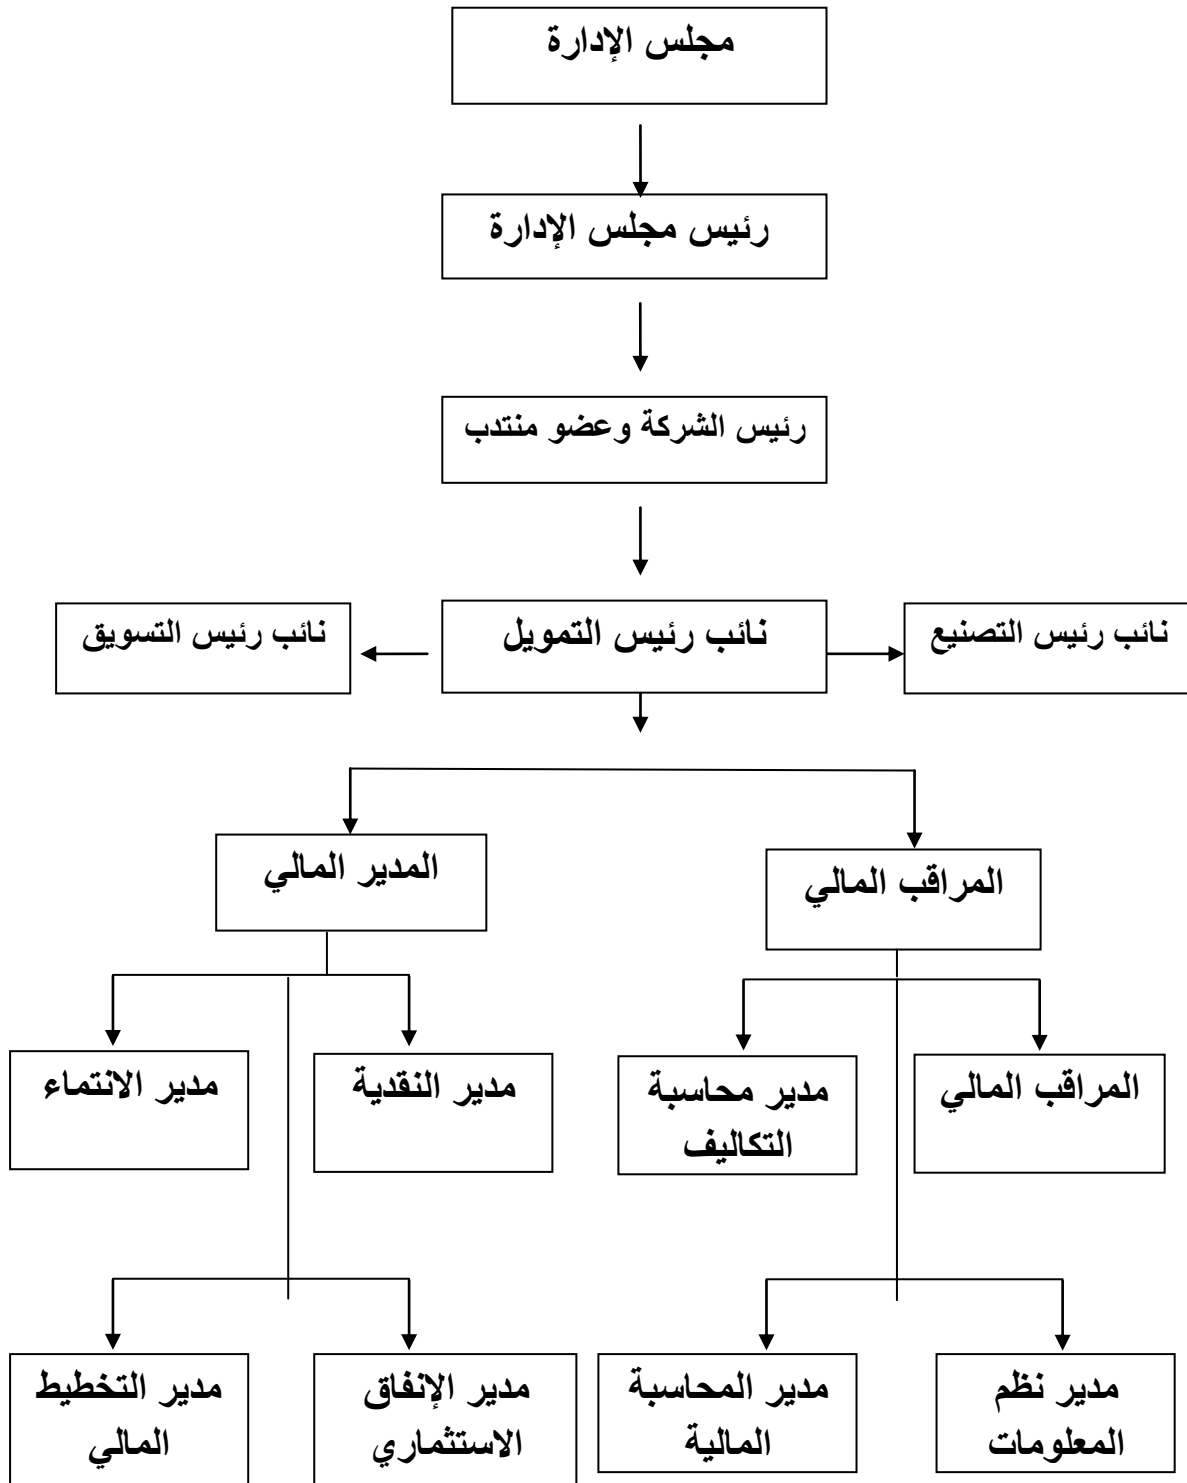 مجلس الإدارة
رئيس مجلس الإدارة
رئيس الشركة وعضو منتدب
نائب رئيس التصنيع
نائب رئيس التمويل
نائب رئيس التسويق
المراقب المالي
المدير المالي
المراقب المالي
مدير محاسبة
التكاليف
مدير النقدية
مدير الانتماء
مدير نظم
المعلومات
مدير المحاسبة
المالية
مدير الإنفاق
الاستثماري
مدير التخطيط
المالي